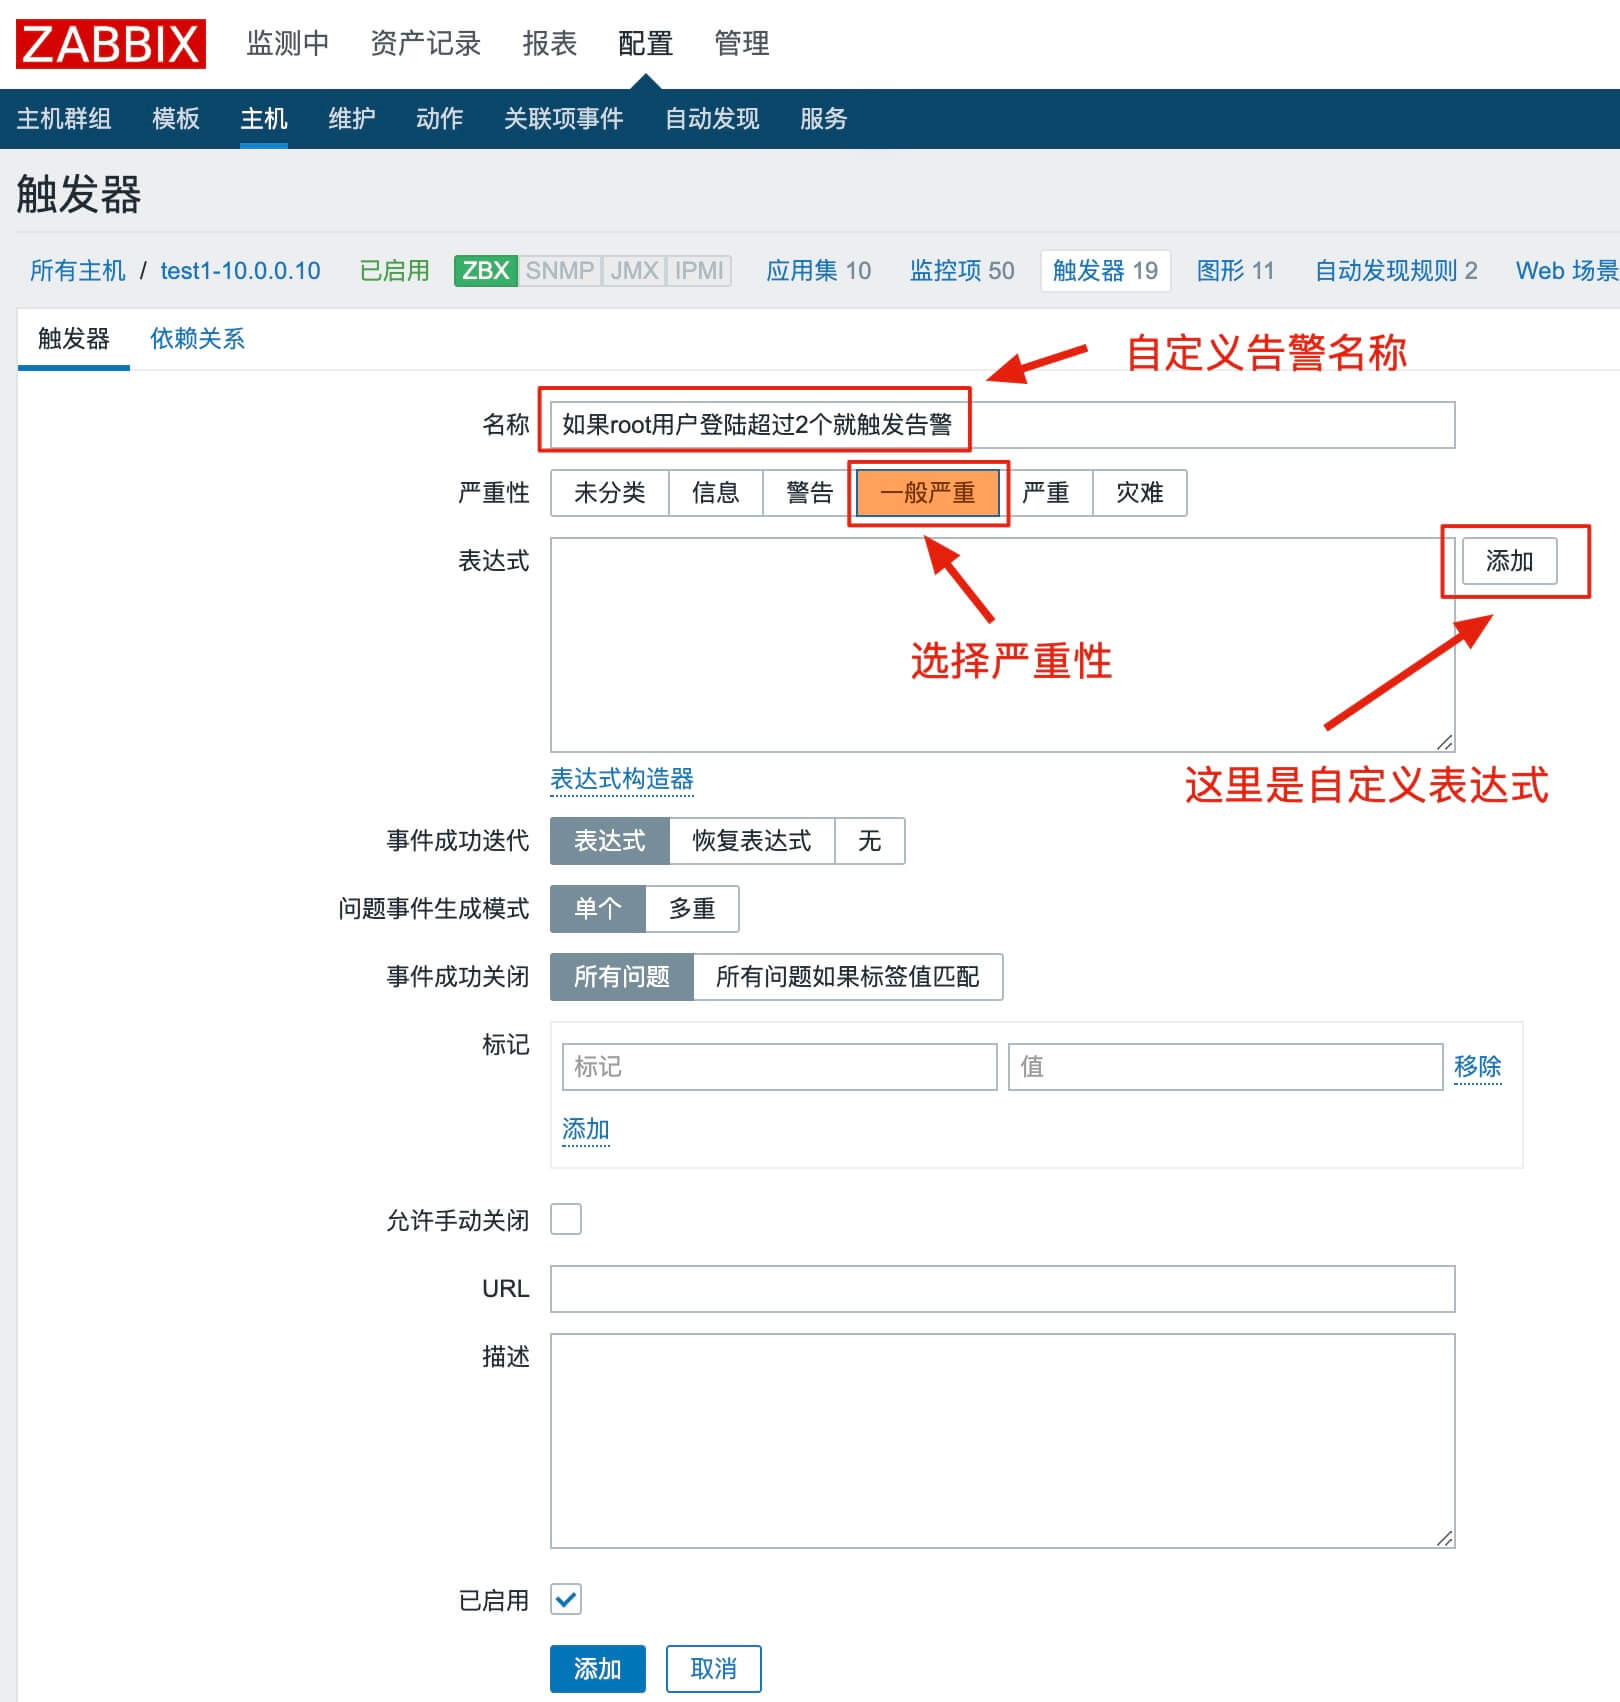 ZABBIX 监测中 资产记录 报表 配置 管理
主机群组 模板 主机 维护 动作 关联项事件 自动发现 服务
触发器
所有主机 / test1-10.0.0.10 已启用 ZBX SNMP JMX IPMI 应用集 10 监控项 50 触发器 19 图形 11 自动发现规则 2 Web 场景
触发器 依赖关系
自定义告警名称
名称 如果root用户登陆超过2个就触发告警
严重性 未分类 信息 警告 一般严重 严重 灾难
表达式 添加
选择严重性
这里是自定义表达式
表达式构造器
事件成功迭代 表达式 恢复表达式 无
问题事件生成模式 单个 多重
事件成功关闭 所有问题 所有问题如果标签值匹配
标记 标记 值 移除
添加
允许手动关闭
URL
描述
已启用
添加 取消